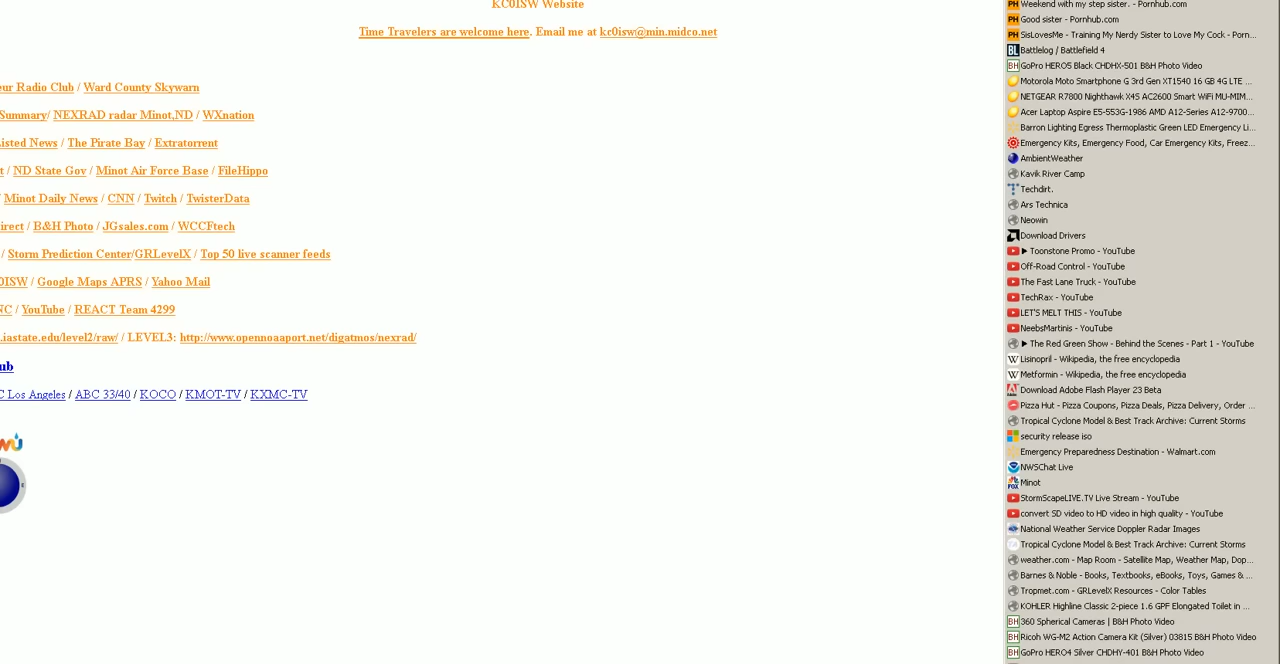 KC0ISW Website
Time Travelers are welcome here. Email me at kc0isw@min.midco.net
eur Radio Club / Ward County Skywarn
Summary/ NEXRAD radar Minot,ND / WXnation
Listed News / The Pirate Bay / Extratorrent
t / ND State Gov / Minot Air Force Base / FileHippo
/ Minot Daily News / CNN / Twitch / TwisterData
irect / B&H Photo / JGsales.com / WCCFtech
/ Storm Prediction Center/GRLevelX / Top 50 live scanner feeds
0ISW / Google Maps APRS / Yahoo Mail
NC / YouTube / REACT Team 4299
.iastate.edu/level2/raw/ / LEVEL3: http://www.opennoaaport.net/digatmos/nexrad/
ub
C Los Angeles / ABC 33/40 / KOCO / KMOT-TV / KXMC-TV
wu
PH Weekend with my step sister. - Pornhub.com
PH Good sister - Pornhub.com
PH SisLovesMe - Training My Nerdy Sister to Love My Cock - Porn...
BL Battlelog / Battlefield 4
BH GoPro HERO5 Black CHDHX-501 B&H Photo Video
Motorola Moto Smartphone G 3rd Gen XT1540 16 GB 4G LTE ...
NETGEAR R7800 Nighthawk X4S AC2600 Smart WiFi MU-MIM...
Acer Laptop Aspire E5-553G-1986 AMD A12-Series A12-9700...
Barron Lighting Egress Thermoplastic Green LED Emergency Li...
Emergency Kits, Emergency Food, Car Emergency Kits, Freez...
AmbientWeather
Kavik River Camp
Techdirt.
Ars Technica
Neowin
Download Drivers
▶ Toonstone Promo - YouTube
Off-Road Control - YouTube
The Fast Lane Truck - YouTube
TechRax - YouTube
LET'S MELT THIS - YouTube
NeebsMartinis - YouTube
▶ The Red Green Show - Behind the Scenes - Part 1 - YouTube
W Lisinopril - Wikipedia, the free encyclopedia
W Metformin - Wikipedia, the free encyclopedia
Download Adobe Flash Player 23 Beta
Pizza Hut - Pizza Coupons, Pizza Deals, Pizza Delivery, Order ...
Tropical Cyclone Model & Best Track Archive: Current Storms
security release iso
Emergency Preparedness Destination - Walmart.com
NWSChat Live
FOX Minot
StormScapeLIVE.TV Live Stream - YouTube
convert SD video to HD video in high quality - YouTube
National Weather Service Doppler Radar Images
Tropical Cyclone Model & Best Track Archive: Current Storms
weather.com - Map Room - Satellite Map, Weather Map, Dop...
Barnes & Noble - Books, Textbooks, eBooks, Toys, Games & ...
Tropmet.com - GRLevelX Resources - Color Tables
KOHLER Highline Classic 2-piece 1.6 GPF Elongated Toilet in ...
BH 360 Spherical Cameras | B&H Photo Video
BH Ricoh WG-M2 Action Camera Kit (Silver) 03815 B&H Photo Video
BH GoPro HERO4 Silver CHDHY-401 B&H Photo Video